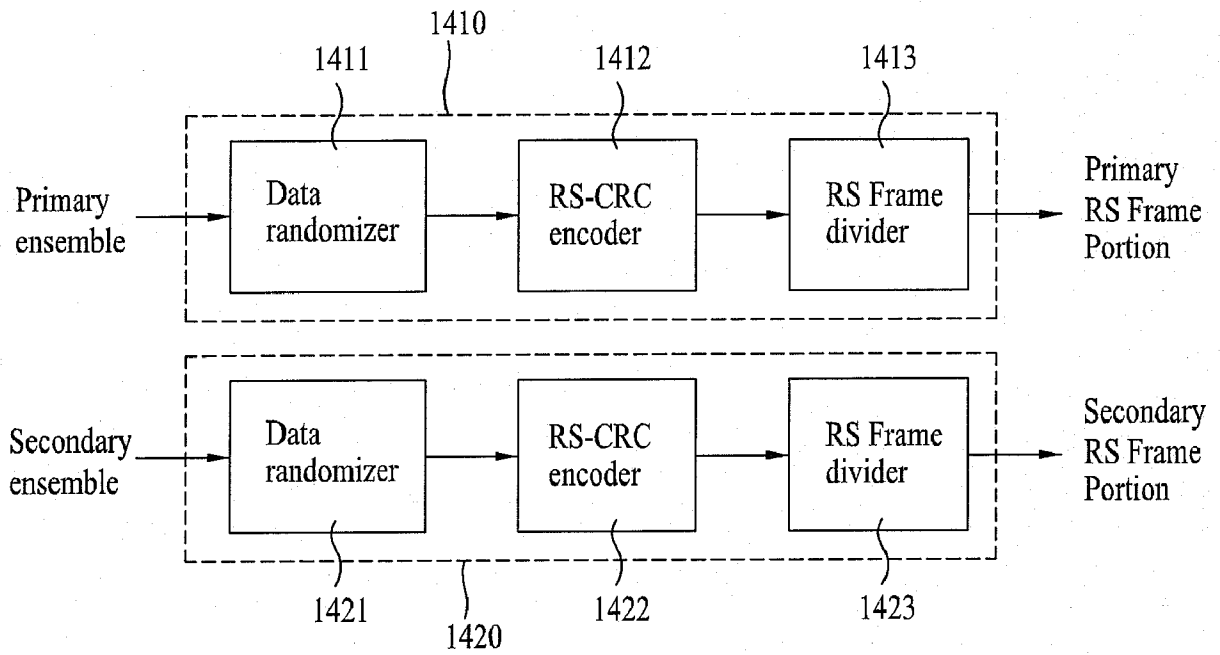 1410
1411
1412
1413
Primary
ensemble
Data
randomizer
RS-CRC
encoder
RS Frame
divider
Primary
RS Frame
Portion
Secondary
ensemble
Data
randomizer
RS-CRC
encoder
RS Frame
divider
Secondary
RS Frame
Portion
1421
1420
1422
1423